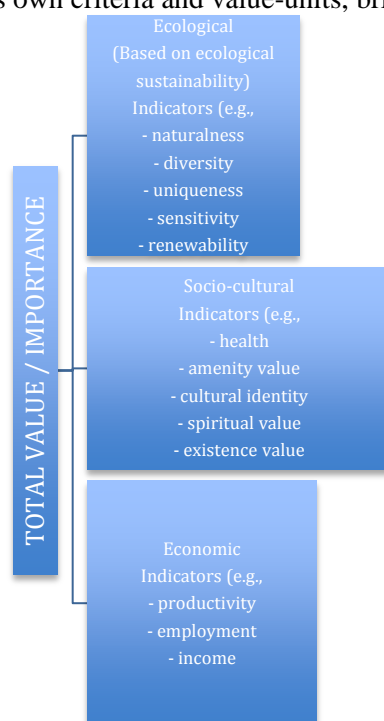 s own criteria and value-units, bri
Ecological
(Based on ecological
sustainability)
Indicators (e.g.,
- naturalness
- diversity
- uniqueness
- sensitivity
- renewability
TOTAL VALUE / IMPORTANCE
Socio-cultural
Indicators (e.g.,
- health
- amenity value
- cultural identity
- spiritual value
- existence value
Economic
Indicators (e.g.,
- productivity
- employment
- income